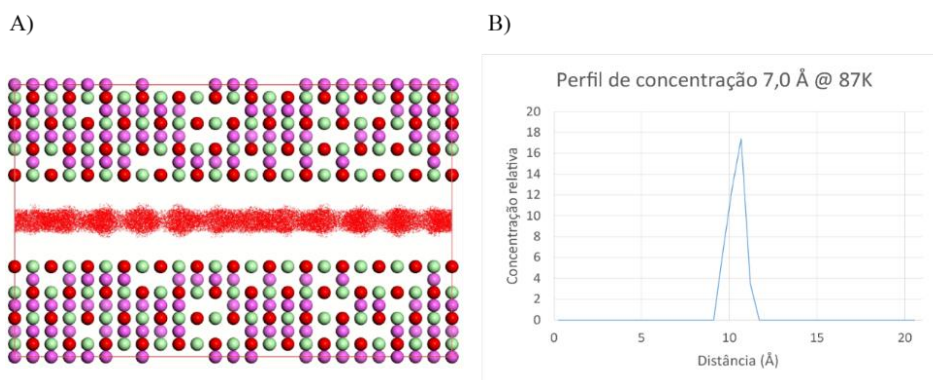 A)
B)
Perfil de concentração 7,0 Å @ 87K
Concentração relativa
20
18
16
14
12
10
8
6
4
2
0
0 5 10 15 20
Distância (Å)